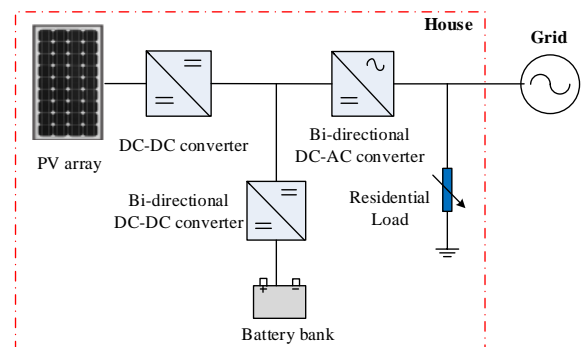 House
Grid
PV array
DC-DC converter
Bi-directional
DC-AC converter
Bi-directional
DC-DC converter
Residential
Load
+ −
Battery bank